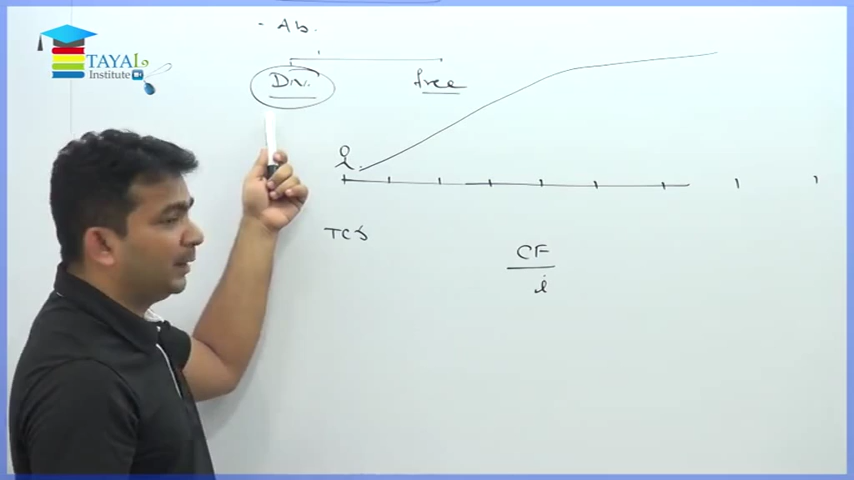 - Ab.
TAYAL
Institute
Div.
free
TCS
CF
i